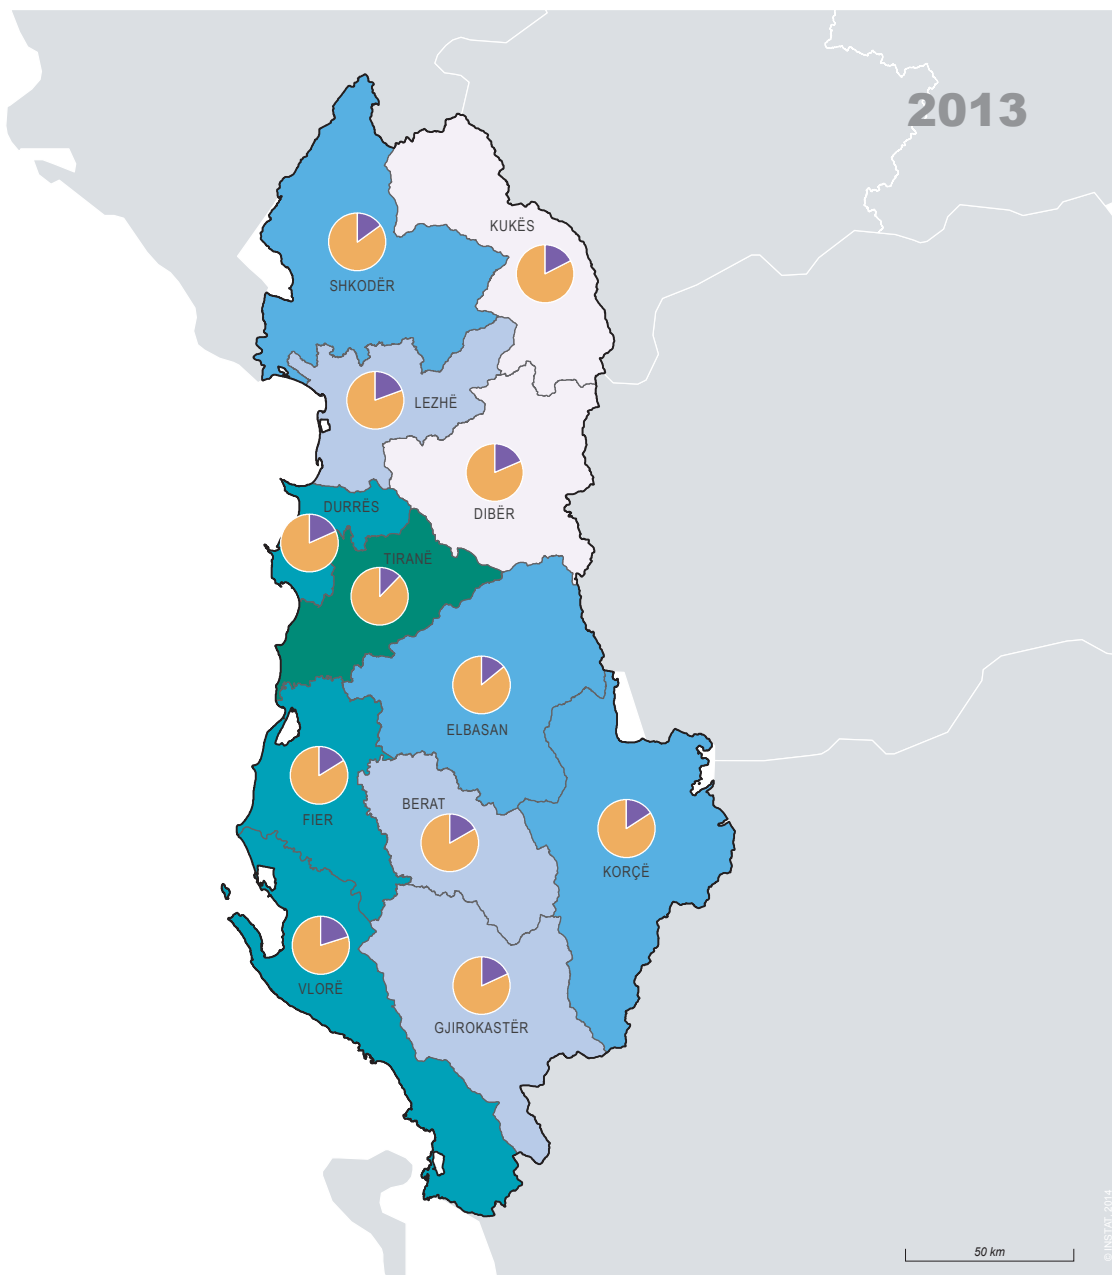 2013
KUKËS
SHKODËR
LEZHË
DURRËS
DIBËR
TIRANË
ELBASAN
BERAT
FIER
KORÇË
VLORË
GJIROKASTËR
50 km
© INSTAT, 2014